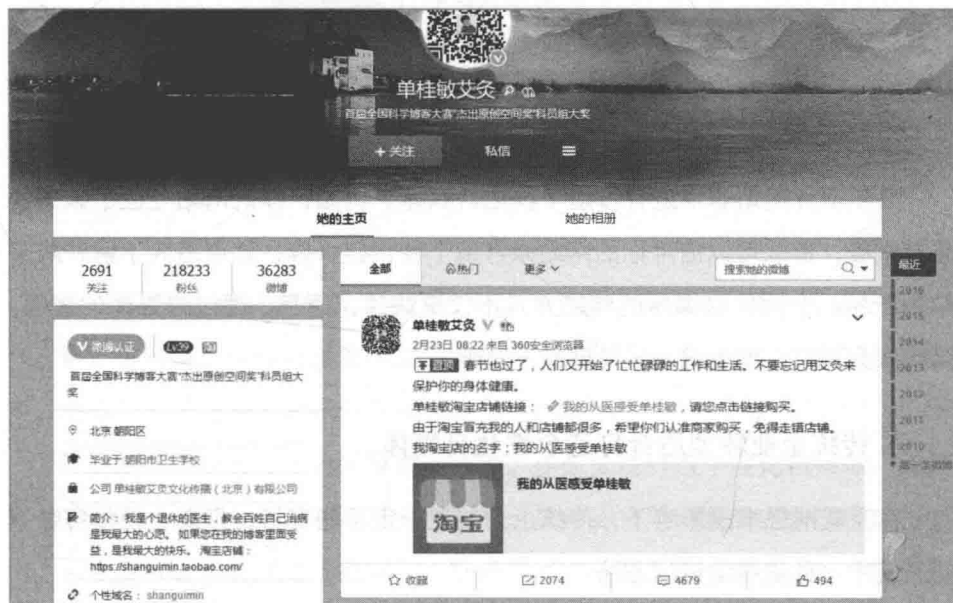 单桂敏艾灸
首届全国科学博客大赛“杰出原创空间奖”科员组大奖
+ 关注
私信
她的主页
她的相册
2691
关注
218233
粉丝
36283
微博
微博认证
首届全国科学博客大赛“杰出原创空间奖”科员组大奖
北京 朝阳区
毕业于 朝阳市卫生学校
公司 单桂敏艾灸文化传播（北京）有限公司
简介：我是个退休的医生，教会百姓自己治病
是我最大的心愿。如果您在我的博客里面受
益，是我最大的快乐。 淘宝店铺：
https://shanguimin.taobao.com/
个性域名：shanguimin
全部
热门
更多
搜索她的微博
单桂敏艾灸
2月23日 08:22 来自 360安全浏览器
置顶 春节也过了，人们又开始了忙忙碌碌的工作和生活。不要忘记用艾灸来
保护你的身体健康。
单桂敏淘宝店铺链接： 我的从医感受单桂敏，请您点击链接购买。
由于淘宝冒充我的人和店铺都很多，希望你们认准商家购买，免得走错店铺。
我淘宝店的名字：我的从医感受单桂敏
淘宝
我的从医感受单桂敏
收藏
2074
4679
494
最近
2016
2015
2014
2013
2012
2011
2010
第一条微博